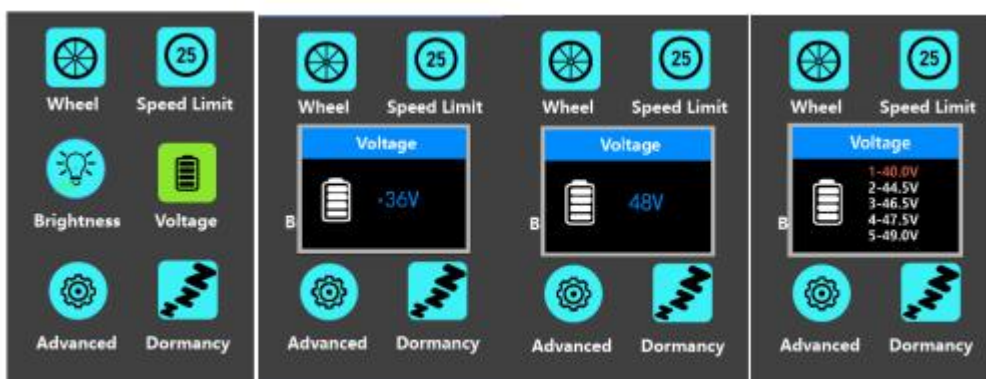 25
Wheel Speed Limit
Brightness Voltage
Advanced Dormancy
25
Wheel Speed Limit
Voltage
36V
B
Advanced Dormancy
25
Wheel Speed Limit
Voltage
48V
B
Advanced Dormancy
25
Wheel Speed Limit
Voltage
1-40.0V
2-44.5V
3-46.5V
4-47.5V
5-49.0V
B
Advanced Dormancy